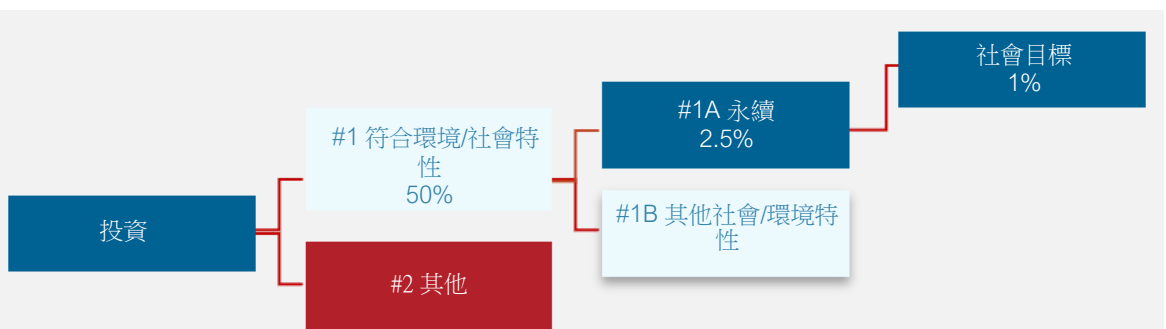 社會目標
1%
#1A 永續
2.5%
#1 符合環境/社會特
性
50%
#1B 其他社會/環境特
性
投資
#2 其他